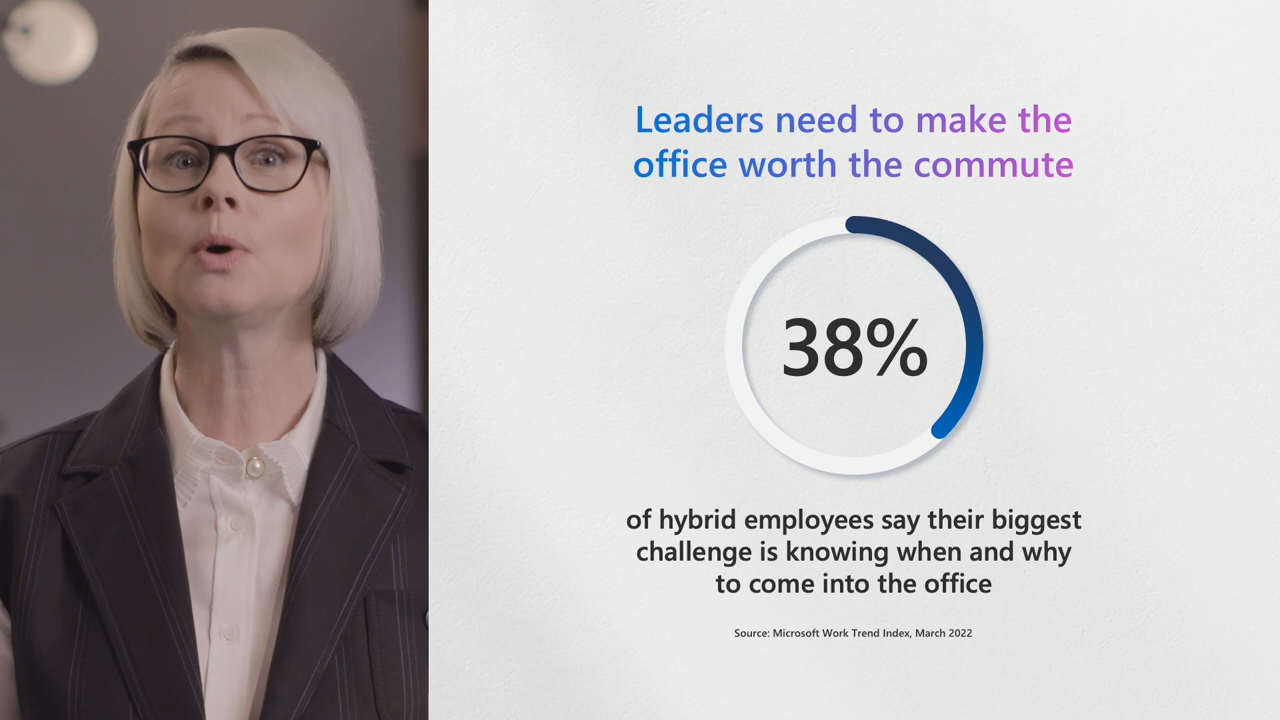 Leaders need to make the
office worth the commute
38%
of hybrid employees say their biggest
challenge is knowing when and why
to come into the office
Source: Microsoft Work Trend Index, March 2022